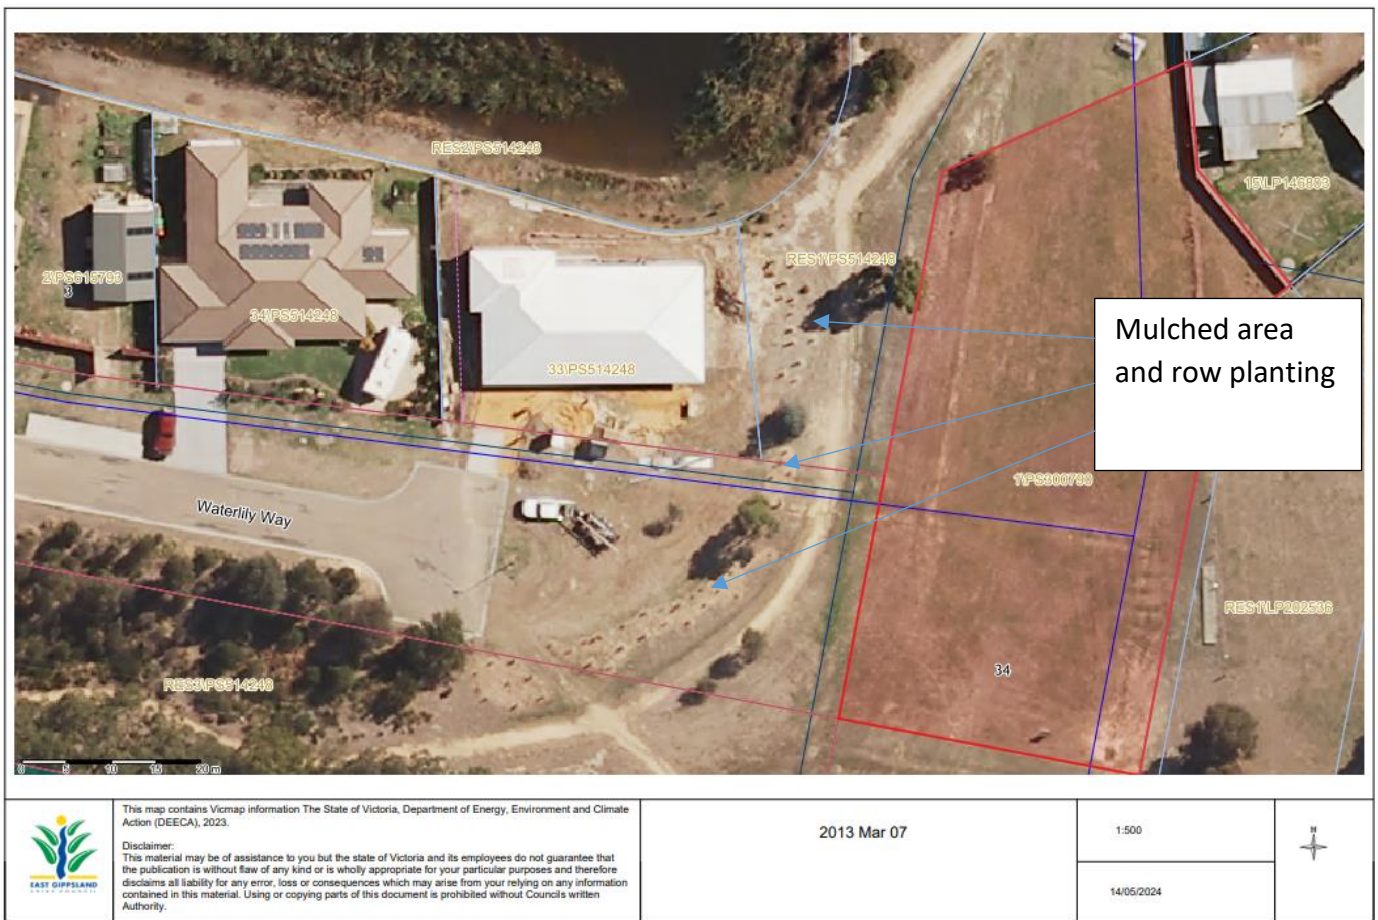 RES2\PS514248
15\LP146803
RES1\PS514248
2\PS615793
3
34\PS514248
Mulched area
and row planting
33\PS514248
1\PS300790
Waterlily Way
RES1\LP202536
34
RES3\PS514248
0 5 10 15 20 m
EAST GIPPSLAND
SHIRE COUNCIL
This map contains Vicmap information The State of Victoria, Department of Energy, Environment and Climate
Action (DEECA), 2023.
Disclaimer:
This material may be of assistance to you but the state of Victoria and its employees do not guarantee that
the publication is without flaw of any kind or is wholly appropriate for your particular purposes and therefore
disclaims all liability for any error, loss or consequences which may arise from your relying on any information
contained in this material. Using or copying parts of this document is prohibited without Councils written
Authority.
2013 Mar 07
1:500
14/05/2024
N